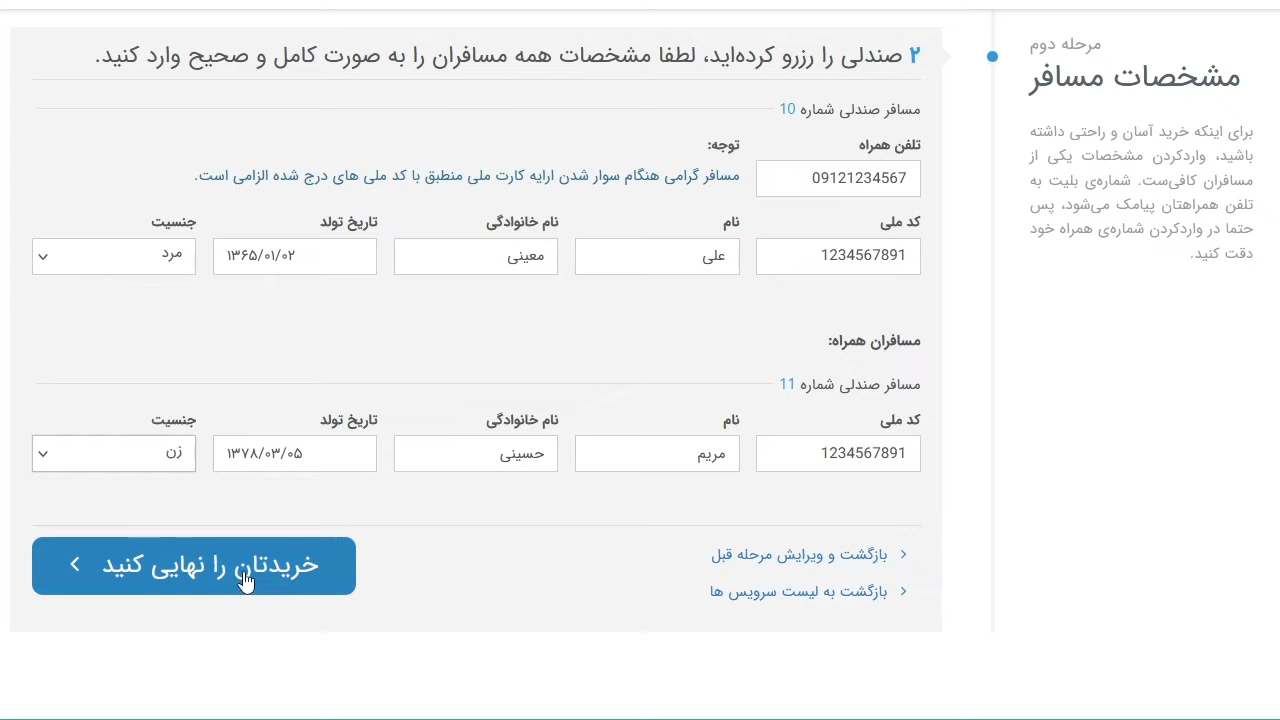 مرحله دوم
مشخصات مسافر
برای اینکه خرید آسان و راحتی داشته
باشید، واردکردن مشخصات یکی از
مسافران کافی‌ست. شماره‌ی بلیت به
تلفن همراهتان پیامک می‌شود، پس
حتما در واردکردن شماره‌ی همراه خود
دقت کنید.
۲ صندلی را رزرو کرده‌اید، لطفا مشخصات همه مسافران را به صورت کامل و صحیح وارد کنید.
مسافر صندلی شماره 10
تلفن همراه توجه:
09121234567 مسافر گرامی هنگام سوار شدن ارایه کارت ملی منطبق با کد ملی های درج شده الزامی است.
کد ملی نام نام خانوادگی تاریخ تولد جنسیت
1234567891 علی معینی ۱۳۶۵/۰۱/۰۲ مرد
مسافران همراه:
مسافر صندلی شماره 11
کد ملی نام نام خانوادگی تاریخ تولد جنسیت
1234567891 مریم حسینی ۱۳۷۸/۰۳/۰۵ زن
بازگشت و ویرایش مرحله قبل
بازگشت به لیست سرویس ها
خریدتان را نهایی کنید